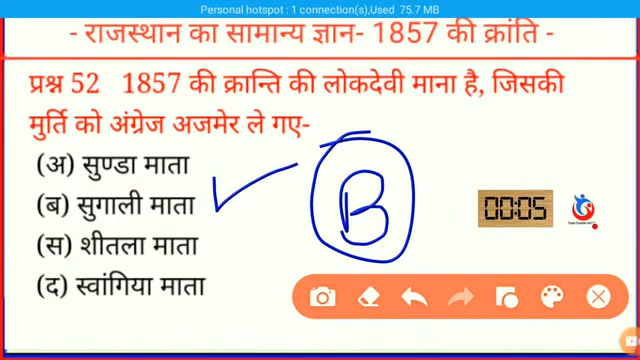 Personal hotspot : 1 connection(s),Used 75.7 MB
- राजस्थान का सामान्य ज्ञान- 1857 की क्रांति -
प्रश्न 52 1857 की क्रान्ति की लोकदेवी माना है, जिसकी
मुर्ति को अंग्रेज अजमेर ले गए-
(अ) सुण्डा माता
(ब) सुगाली माता
(स) शीतला माता
(द) स्वांगिया माता
B
00:05